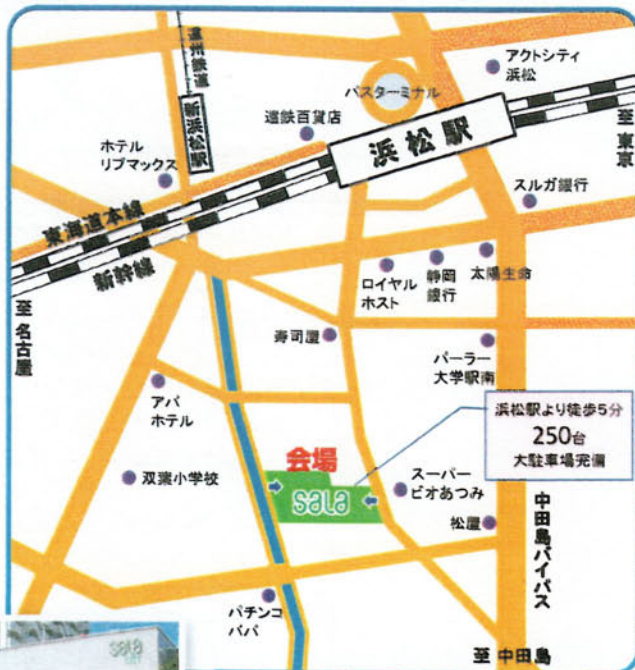 遠州鉄道
アクトシティ
浜松
バスターミナル
新浜松駅
遠鉄百貨店
浜松駅
至 東京
ホテル
リブマックス
スルガ銀行
東海道本線
新幹線
ロイヤル
ホスト
静岡
銀行
太陽生命
至 名古屋
寿司屋
パーラー
大学駅南
アパ
ホテル
浜松駅より徒歩5分
250台
大駐車場完備
会場
sala
双葉小学校
スーパー
ビオあつみ
松屋
中田島バイパス
パチンコ
パパ
sala
至 中田島